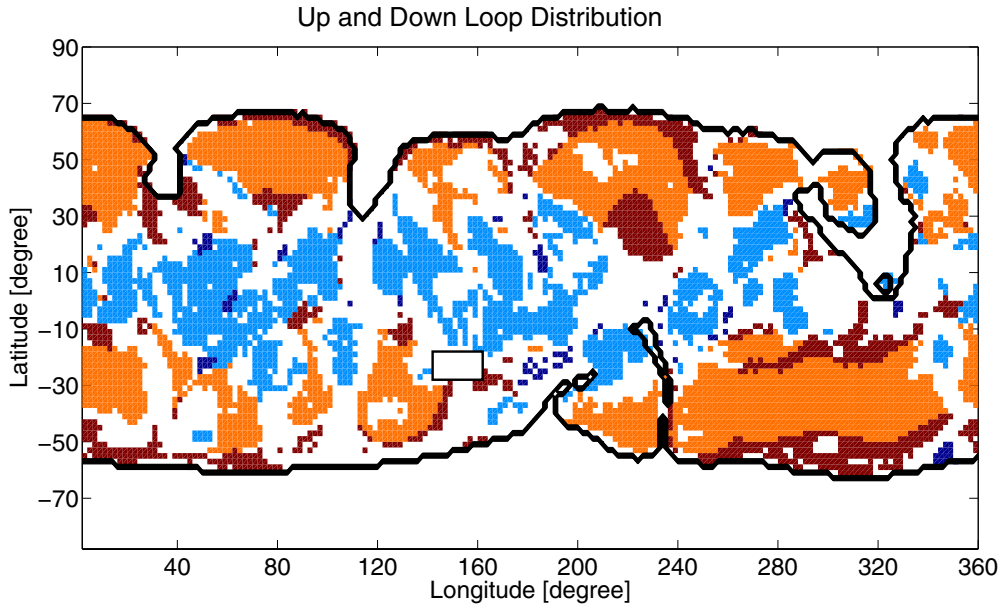 Up and Down Loop Distribution
90
70
50
30
10
−10
−30
−50
−70
Latitude [degree]
40 80 120 160 200 240 280 320 360
Longitude [degree]